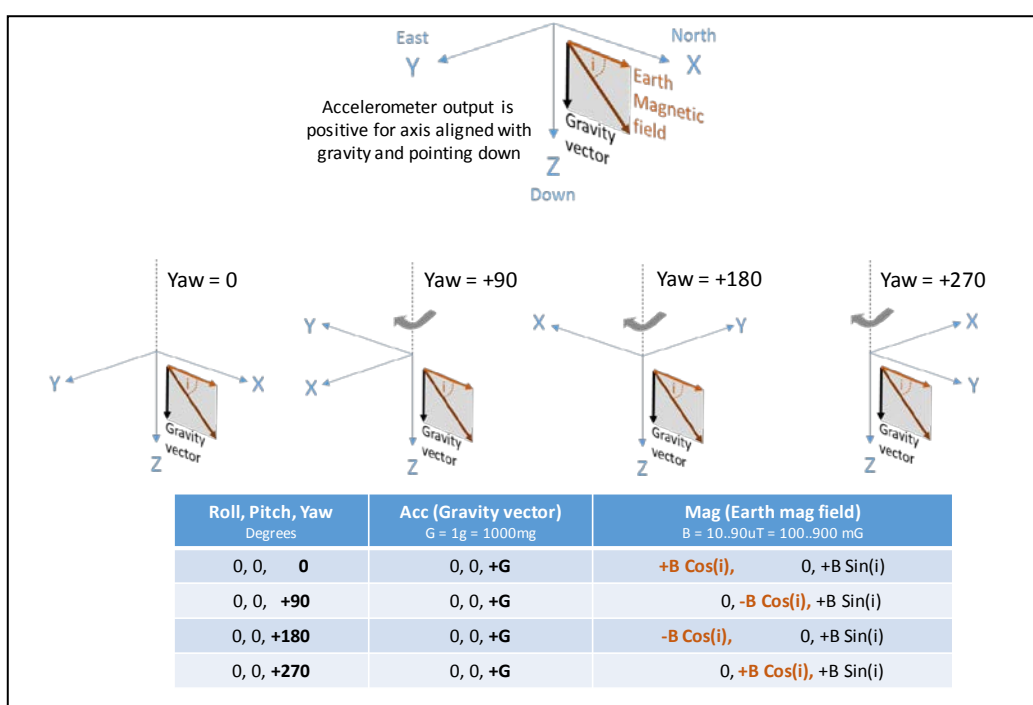 East
Y
North
X
Accelerometer output is
positive for axis aligned with
gravity and pointing down
i
Earth
Magnetic
field
Gravity
vector
Z
Down
Yaw = 0
Y
X
i
Gravity
vector
Z
Yaw = +90
Y
X
i
Gravity
vector
Z
Yaw = +180
X
Y
i
Gravity
vector
Z
Yaw = +270
X
Y
i
Gravity
vector
Z
Roll, Pitch, Yaw Acc (Gravity vector) Mag (Earth mag field)
Degrees G = 1g = 1000mg B = 10..90uT = 100..900 mG
0, 0, 0 0, 0, +G +B Cos(i), 0, +B Sin(i)
0, 0, +90 0, 0, +G 0, -B Cos(i), +B Sin(i)
0, 0, +180 0, 0, +G -B Cos(i), 0, +B Sin(i)
0, 0, +270 0, 0, +G 0, +B Cos(i), +B Sin(i)